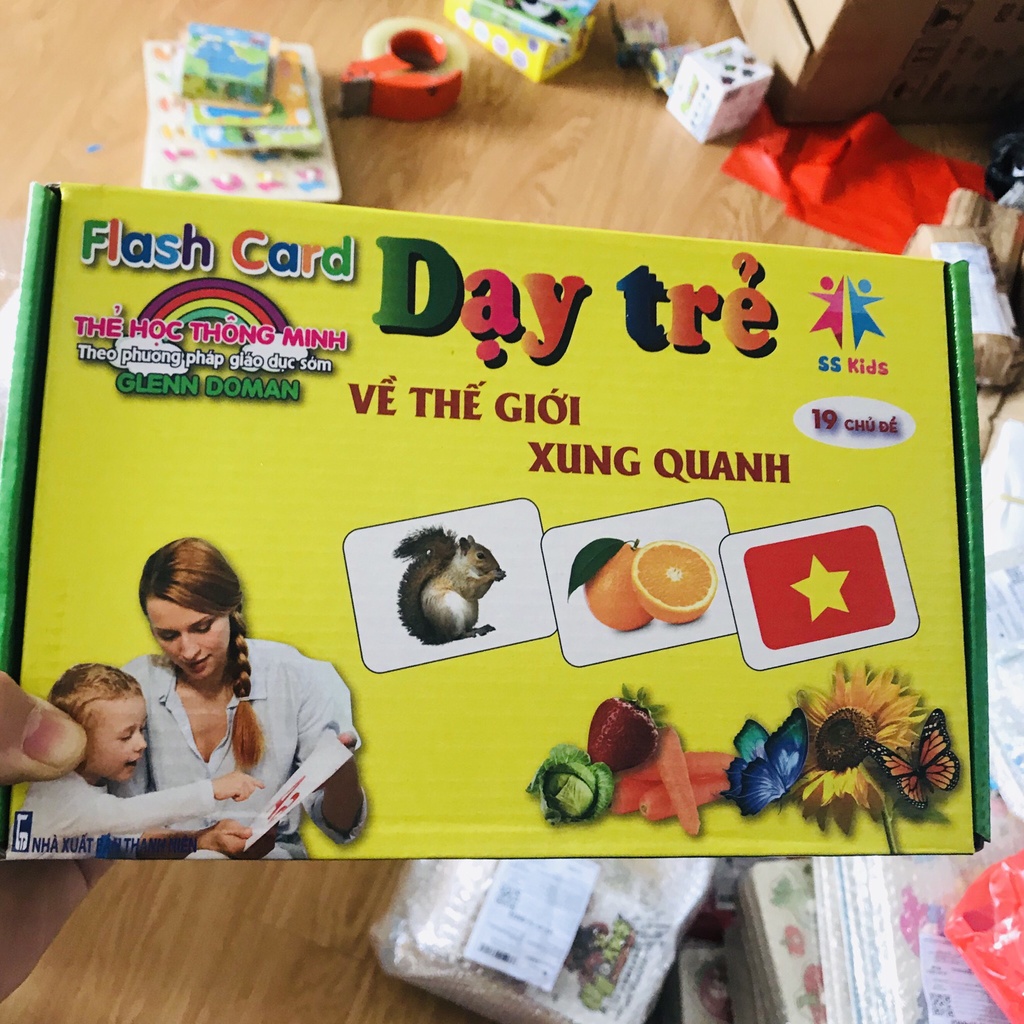 Flash Card
THẺ HỌC THÔNG MINH
Theo phương pháp giáo dục sớm
GLENN DOMAN
Dạy trẻ
VỀ THẾ GIỚI
XUNG QUANH
SS Kids
19 CHỦ ĐỀ
NHÀ XUẤT BẢN THANH NIÊN